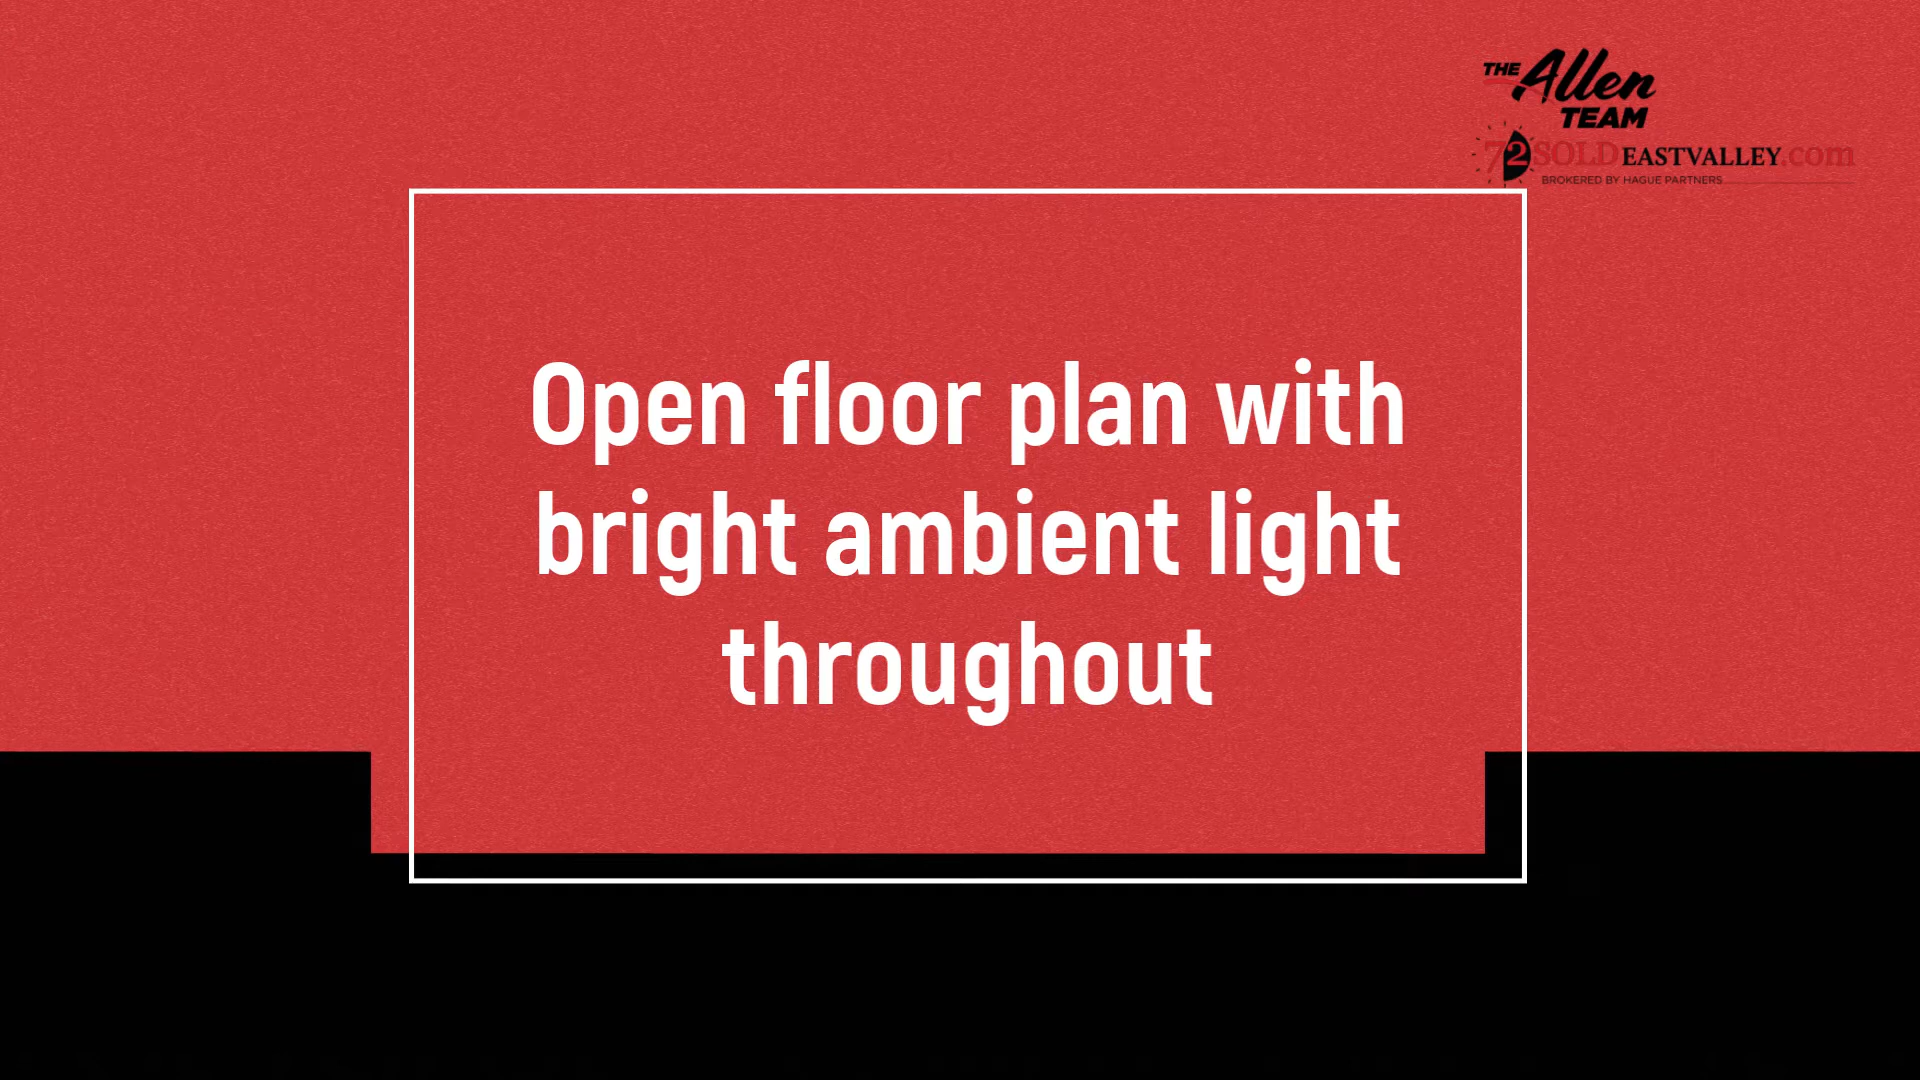 THE Allen
TEAM
72SOLDEASTVALLEY.com
BROKERED BY HAGUE PARTNERS
Open floor plan with
bright ambient light
throughout